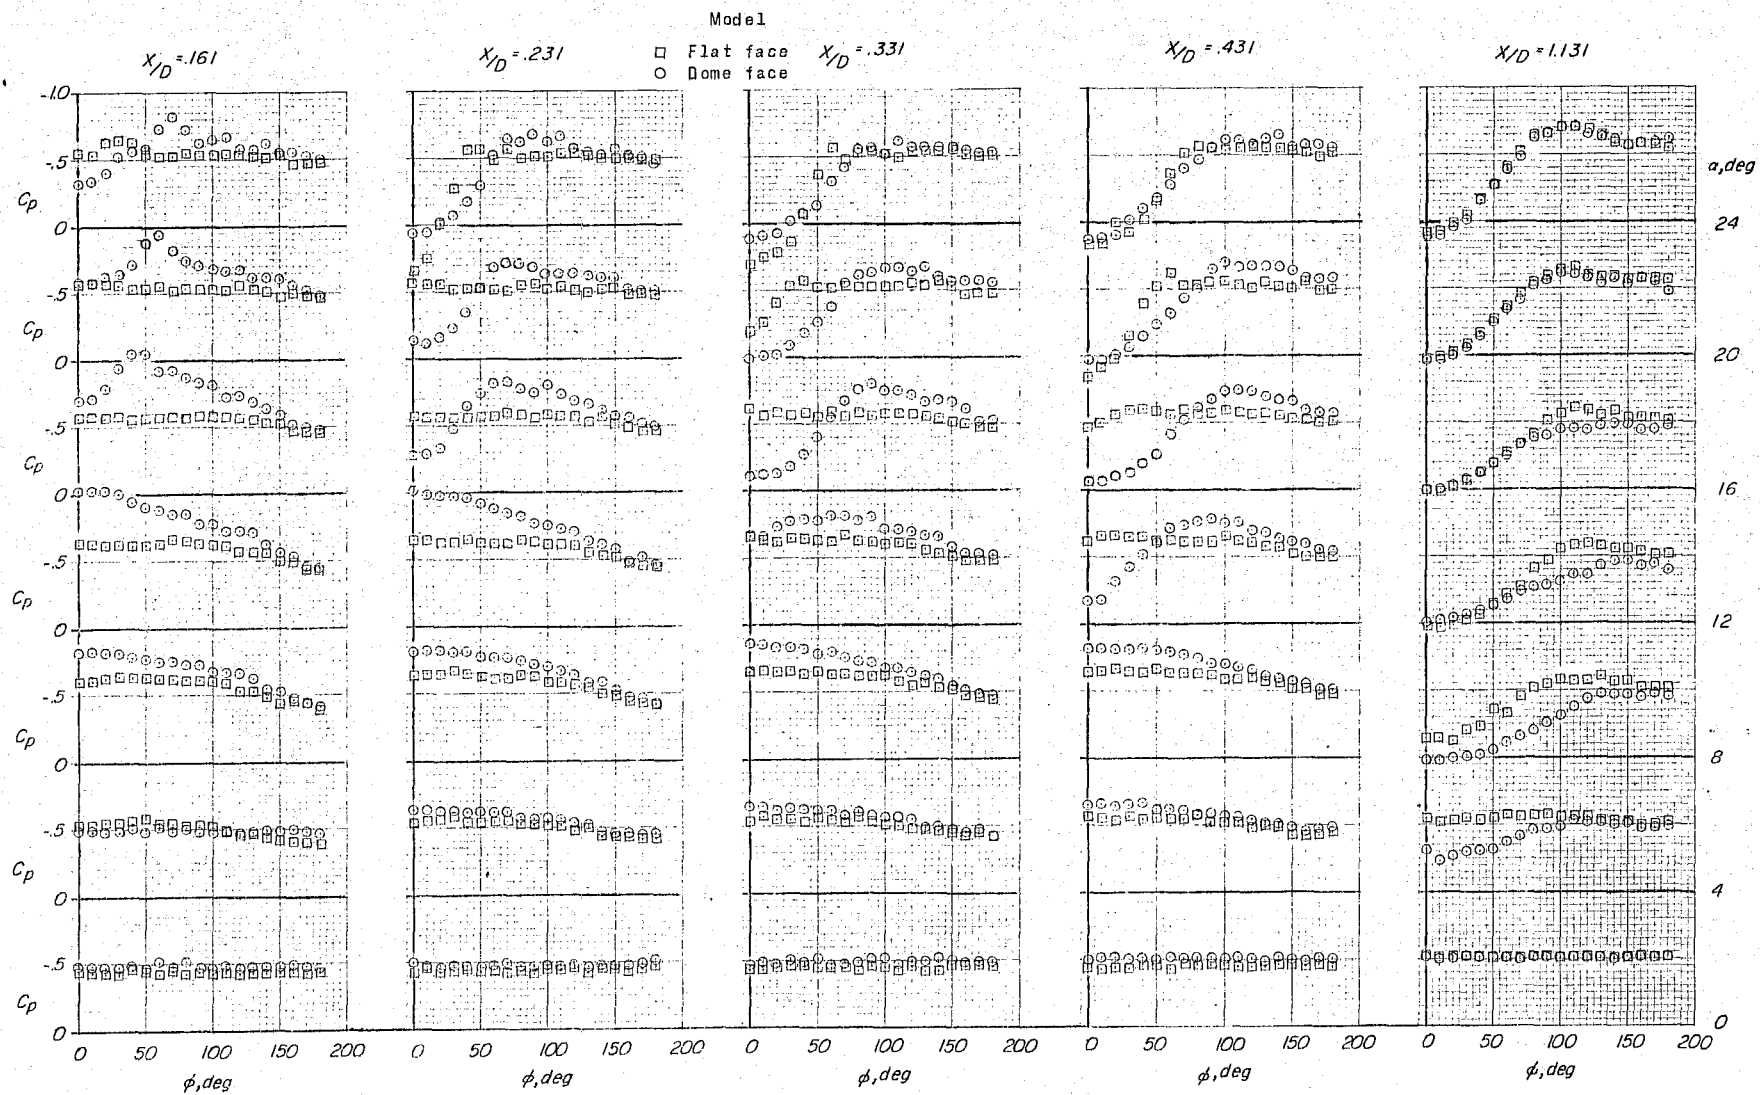 Model
□ Flat face
○ Dome face
X/D = .161
X/D = .231
X/D = .331
X/D = .431
X/D = 1.131
-1.0
-.5
Cp
0
-.5
Cp
0
-.5
Cp
0
-.5
Cp
0
-.5
Cp
0
-.5
Cp
0
-.5
Cp
0
α, deg
24
20
16
12
8
4
0
0 50 100 150 200
0 50 100 150 200
0 50 100 150 200
0 50 100 150 200
0 50 100 150 200
φ, deg
φ, deg
φ, deg
φ, deg
φ, deg